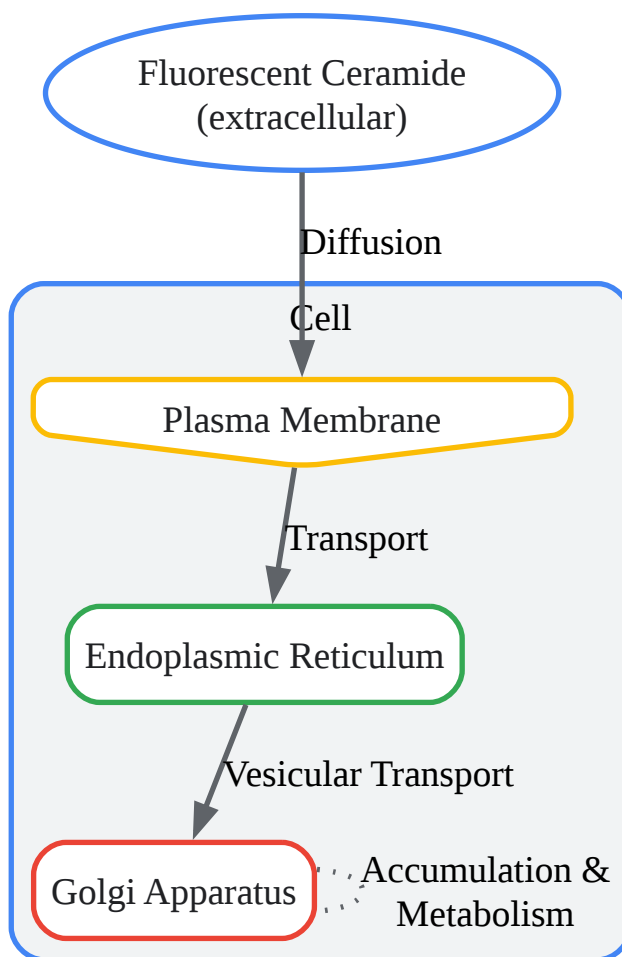 Fluorescent Ceramide
(extracellular)
Diffusion
Cell
Plasma Membrane
Transport
Endoplasmic Reticulum
Vesicular Transport
Golgi Apparatus
Accumulation &
Metabolism